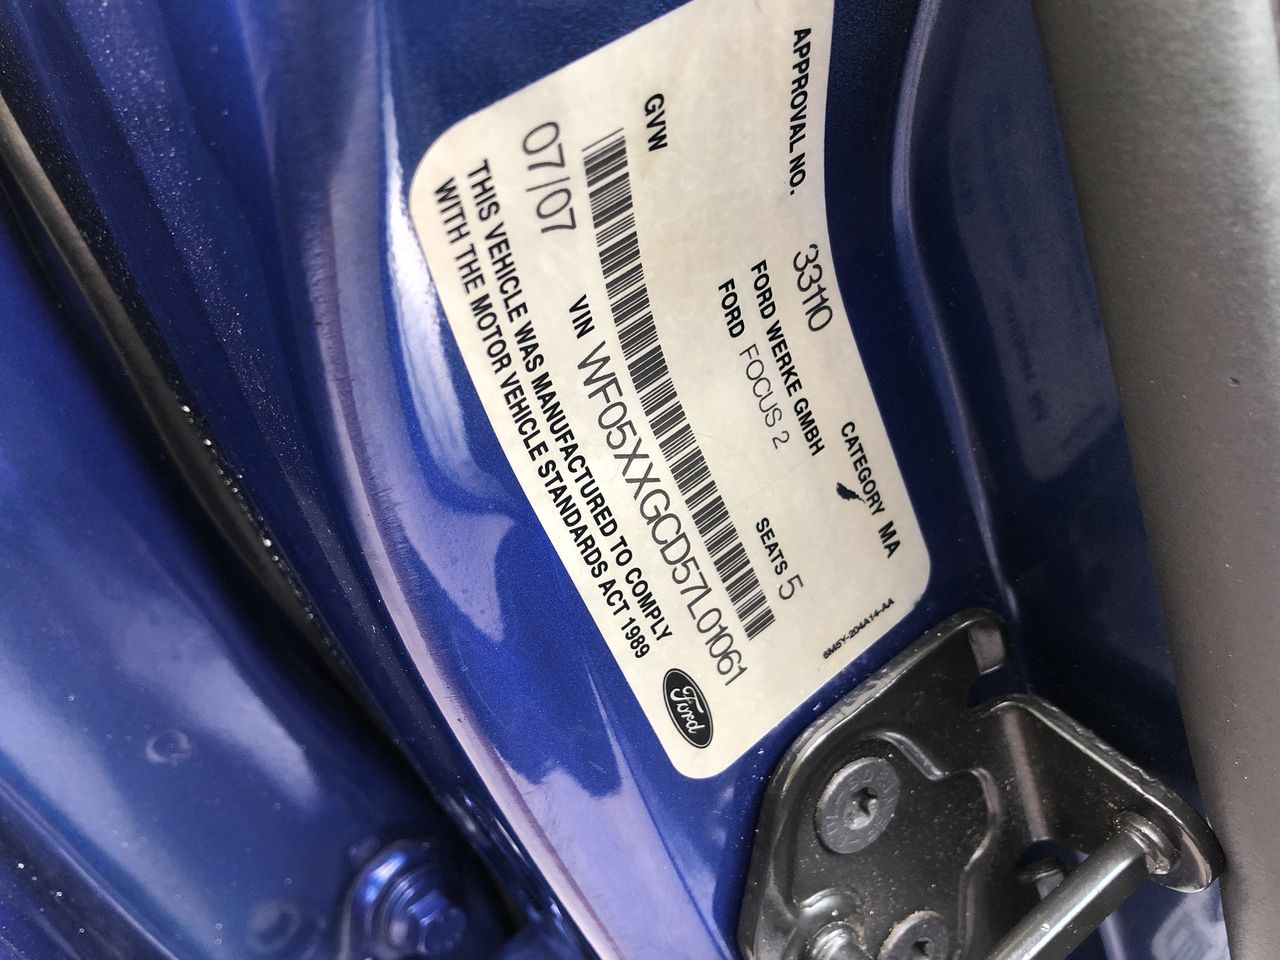 APPROVAL NO. 33110 CATEGORY MA
FORD WERKE GMBH
FORD FOCUS 2
GVW SEATS 5
07/07 VIN WF05XXGCD57L01061
THIS VEHICLE WAS MANUFACTURED TO COMPLY
WITH THE MOTOR VEHICLE STANDARDS ACT 1989
Ford